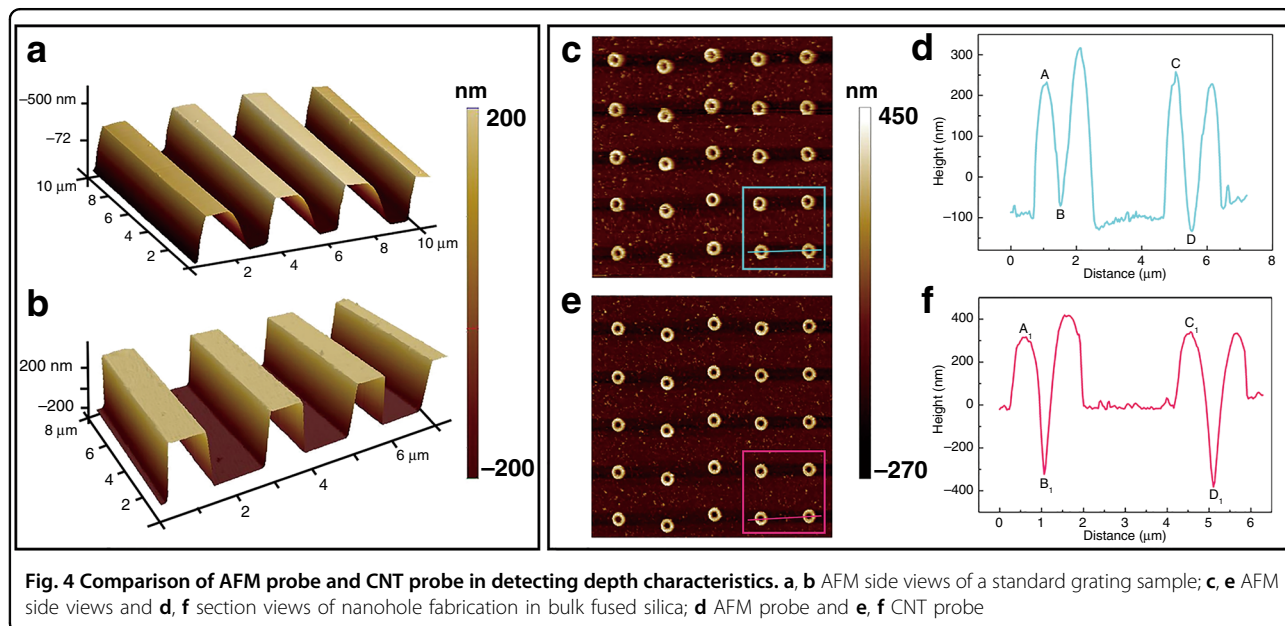 a
−500 nm
−72
10 μm
8
6
4
2
2
4
6
8
10 μm
b
200 nm
−200
8 μm
6
4
2
2
4
6 μm
nm
200
−200
c
e
nm
450
−270
d
300
200
100
0
−100
Height (nm)
A
B
C
D
0 2 4 6 8
Distance (μm)
f
400
200
0
−200
−400
Height (nm)
A1
B1
C1
D1
0 1 2 3 4 5 6
Distance (μm)
Fig. 4 Comparison of AFM probe and CNT probe in detecting depth characteristics. a, b AFM side views of a standard grating sample; c, e AFM
side views and d, f section views of nanohole fabrication in bulk fused silica; d AFM probe and e, f CNT probe